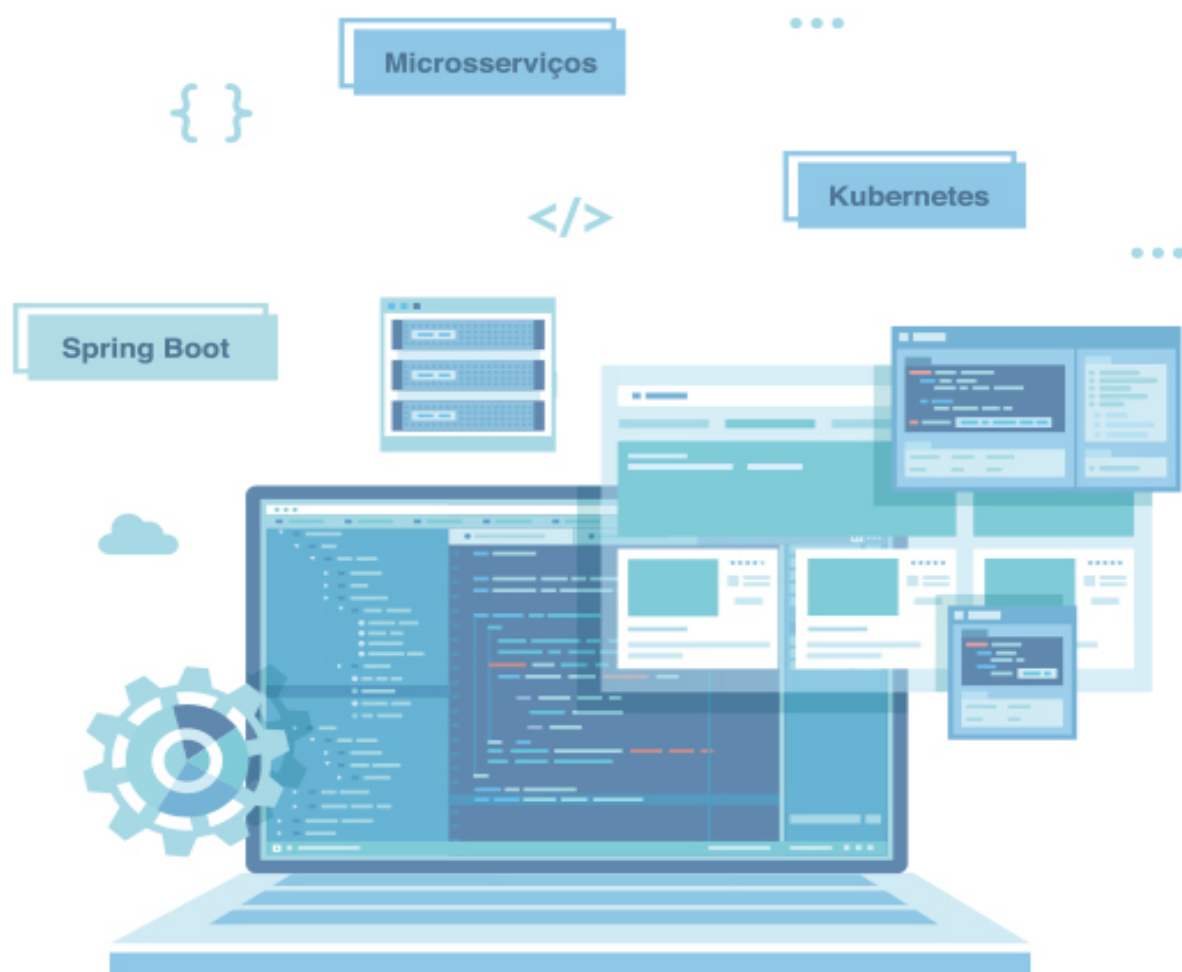 Microsserviços
{ }
Kubernetes
</>
Spring Boot